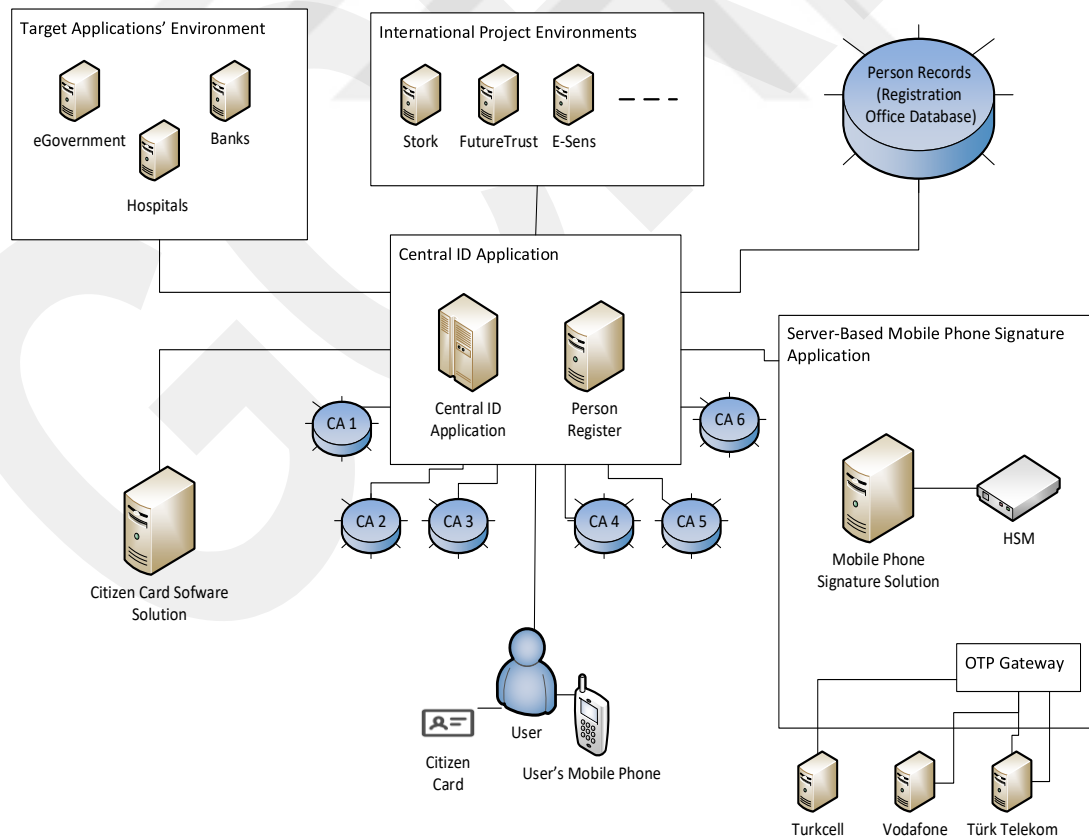 Target Applications' Environment
eGovernment
Banks
Hospitals
International Project Environments
Stork
FutureTrust
E-Sens
Person Records
(Registration
Office Database)
Central ID Application
Central ID
Application
Person
Register
CA 1
CA 2
CA 3
CA 4
CA 5
CA 6
Server-Based Mobile Phone Signature
Application
Mobile Phone
Signature Solution
HSM
Citizen Card Sofware
Solution
OTP Gateway
User
Citizen
Card
User's Mobile Phone
Turkcell
Vodafone
Türk Telekom